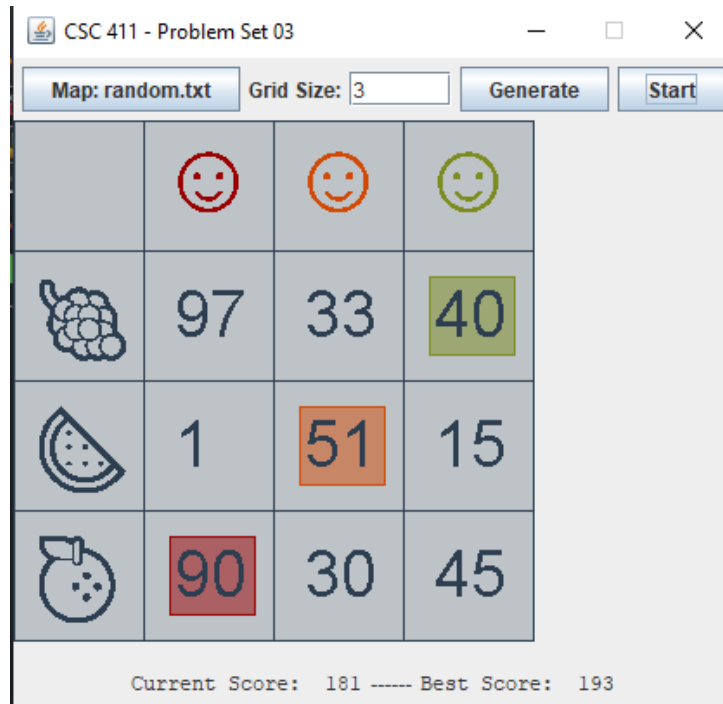 CSC 411 - Problem Set 03
Map: random.txt Grid Size: 3 Generate Start
97 33 40
1 51 15
90 30 45
Current Score: 181 ------ Best Score: 193